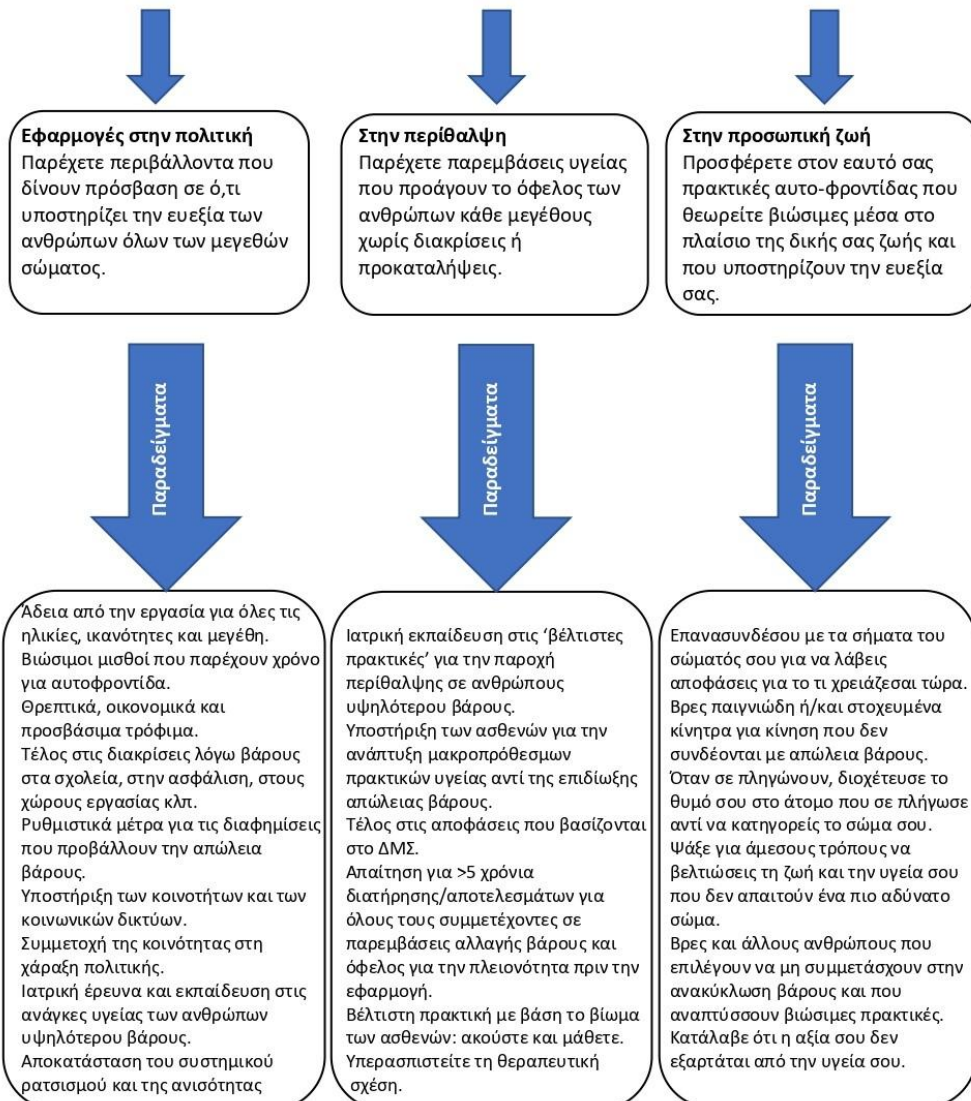 Εφαρμογές στην πολιτική
Παρέχετε περιβάλλοντα που
δίνουν πρόσβαση σε ό,τι
υποστηρίζει την ευεξία των
ανθρώπων όλων των μεγεθών
σώματος.
Στην περίθαλψη
Παρέχετε παρεμβάσεις υγείας
που προάγουν το όφελος των
ανθρώπων κάθε μεγέθους
χωρίς διακρίσεις ή
προκαταλήψεις.
Στην προσωπική ζωή
Προσφέρετε στον εαυτό σας
πρακτικές αυτο-φροντίδας που
θεωρείτε βιώσιμες μέσα στο
πλαίσιο της δικής σας ζωής και
που υποστηρίζουν την ευεξία
σας.
Παραδείγματα
Παραδείγματα
Παραδείγματα
Άδεια από την εργασία για όλες τις
ηλικίες, ικανότητες και μεγέθη.
Βιώσιμοι μισθοί που παρέχουν χρόνο
για αυτοφροντίδα.
Θρεπτικά, οικονομικά και
προσβάσιμα τρόφιμα.
Τέλος στις διακρίσεις λόγω βάρους
στα σχολεία, στην ασφάλιση, στους
χώρους εργασίας κλπ.
Ρυθμιστικά μέτρα για τις διαφημίσεις
που προβάλλουν την απώλεια
βάρους.
Υποστήριξη των κοινοτήτων και των
κοινωνικών δικτύων.
Συμμετοχή της κοινότητας στη
χάραξη πολιτικής.
Ιατρική έρευνα και εκπαίδευση στις
ανάγκες υγείας των ανθρώπων
υψηλότερου βάρους.
Αποκατάσταση του συστημικού
ρατσισμού και της ανισότητας
Ιατρική εκπαίδευση στις ‘βέλτιστες
πρακτικές’ για την παροχή
περίθαλψης σε ανθρώπους
υψηλότερου βάρους.
Υποστήριξη των ασθενών για την
ανάπτυξη μακροπρόθεσμων
πρακτικών υγείας αντί της επιδίωξης
απώλειας βάρους.
Τέλος στις αποφάσεις που βασίζονται
στο ΔΜΣ.
Απαίτηση για >5 χρόνια
διατήρησης/αποτελεσμάτων για
όλους τους συμμετέχοντες σε
παρεμβάσεις αλλαγής βάρους και
όφελος για την πλειονότητα πριν την
εφαρμογή.
Βέλτιστη πρακτική με βάση το βίωμα
των ασθενών: ακούστε και μάθετε.
Υπερασπιστείτε τη θεραπευτική
σχέση.
Επανασυνδέσου με τα σήματα του
σώματός σου για να λάβεις
αποφάσεις για το τι χρειάζεσαι τώρα.
Βρες παιγνιώδη ή/και στοχευμένα
κίνητρα για κίνηση που δεν
συνδέονται με απώλεια βάρους.
Όταν σε πληγώνουν, διοχέτευσε το
θυμό σου στο άτομο που σε πλήγωσε
αντί να κατηγορείς το σώμα σου.
Ψάξε για άμεσους τρόπους να
βελτιώσεις τη ζωή και την υγεία σου
που δεν απαιτούν ένα πιο αδύνατο
σώμα.
Βρες και άλλους ανθρώπους που
επιλέγουν να μη συμμετάσχουν στην
ανακύκλωση βάρους και που
αναπτύσσουν βιώσιμες πρακτικές.
Κατάλαβε ότι η αξία σου δεν
εξαρτάται από την υγεία σου.